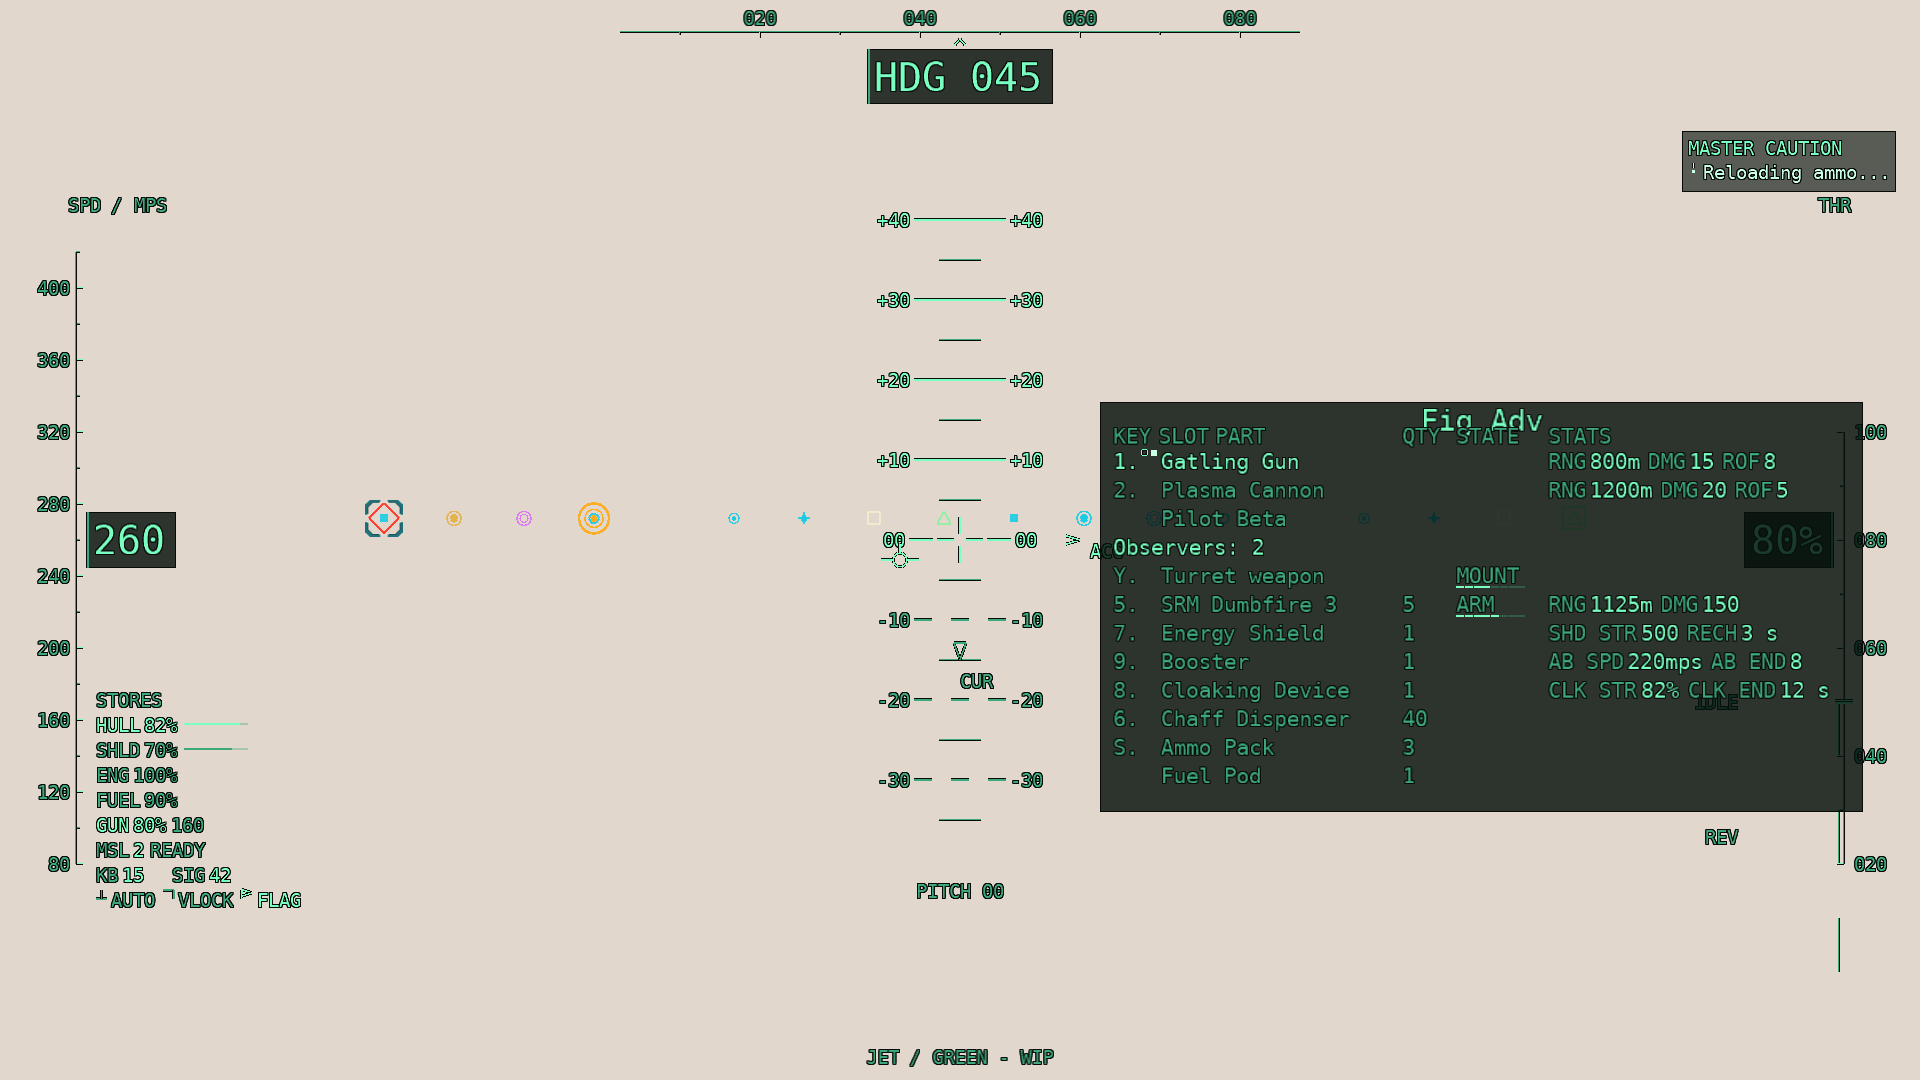 020 040 060 080
HDG 045
MASTER CAUTION
Reloading ammo...
SPD / MPS
THR
400
360
320
280
260
240
200
160
120
80
+40 +40
+30 +30
+20 +20
+10 +10
00 00
-10 -10
CUR
-20 -20
-30 -30
PITCH 00
Fig Adv
KEY SLOT PART QTY STATE STATS
1. Gatling Gun RNG 800m DMG 15 ROF 8
2. Plasma Cannon RNG 1200m DMG 20 ROF 5
Pilot Beta
Observers: 2
Y. Turret weapon MOUNT
5. SRM Dumbfire 3 5 ARM RNG 1125m DMG 150
7. Energy Shield 1 SHD STR 500 RECH 3 s
9. Booster 1 AB SPD 220mps AB END 8
8. Cloaking Device 1 CLK STR 82% CLK END 12 s
6. Chaff Dispenser 40
S. Ammo Pack 3
Fuel Pod 1
100
80%
080
060
IDLE
040
REV
020
STORES
HULL 82%
SHLD 70%
ENG 100%
FUEL 90%
GUN 80% 160
MSL 2 READY
KB 15 SIG 42
AUTO VLOCK FLAG
JET / GREEN - WIP